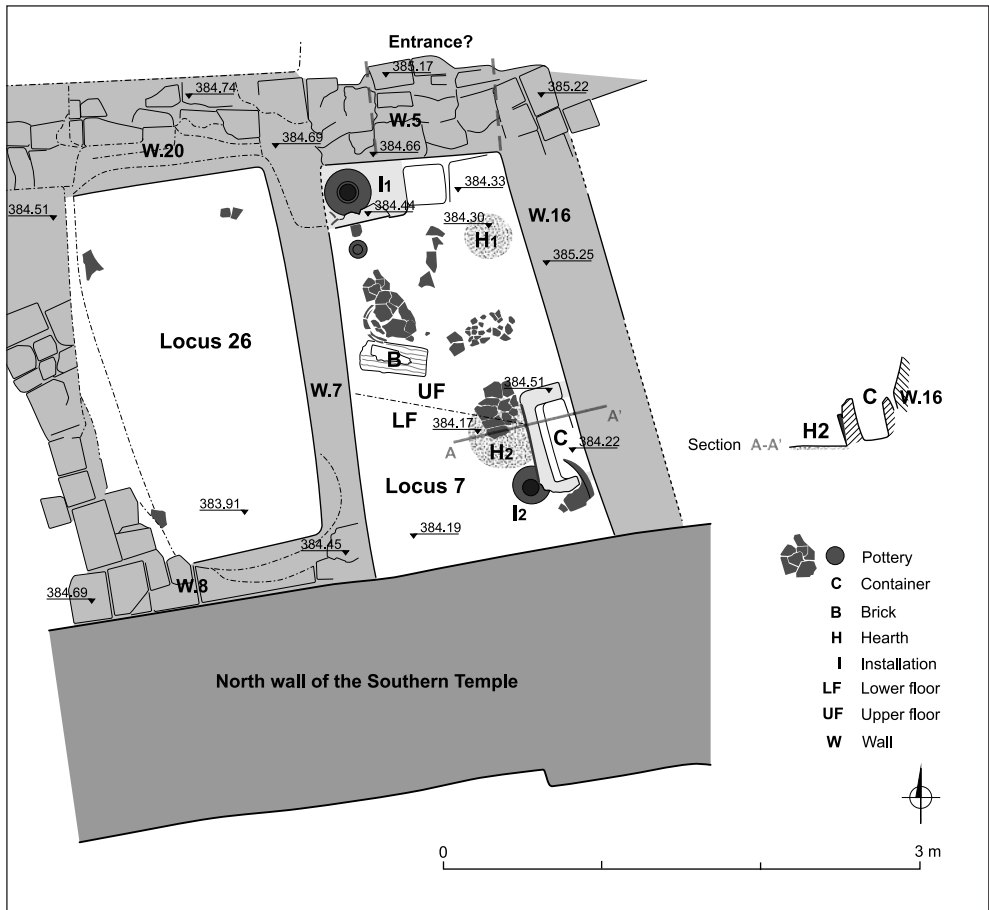 Entrance?
385.17
384.74
385.22
W.5
384.69
384.66
W.20
I1
384.33
384.51
384.44
384.30
W.16
H1
385.25
Locus 26
B
W.7
UF
384.51
LF
384.17
A
A'
C
384.22
H2
Locus 7
I2
383.91
384.19
384.45
W.8
384.69
North wall of the Southern Temple
C
W.16
H2
Section A-A'
Pottery
C Container
B Brick
H Hearth
I Installation
LF Lower floor
UF Upper floor
W Wall
0 3 m